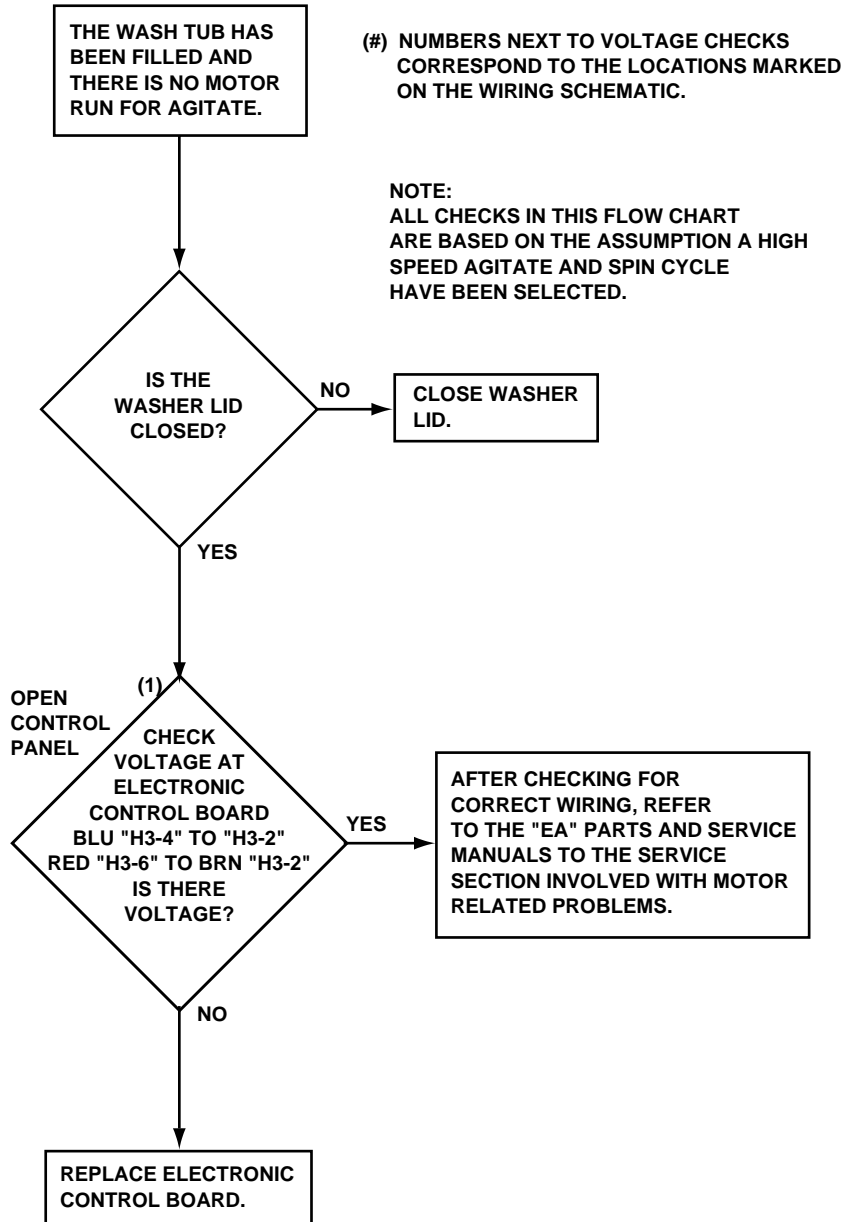 THE WASH TUB HAS
BEEN FILLED AND
THERE IS NO MOTOR
RUN FOR AGITATE.
(#) NUMBERS NEXT TO VOLTAGE CHECKS
CORRESPOND TO THE LOCATIONS MARKED
ON THE WIRING SCHEMATIC.
NOTE:
ALL CHECKS IN THIS FLOW CHART
ARE BASED ON THE ASSUMPTION A HIGH
SPEED AGITATE AND SPIN CYCLE
HAVE BEEN SELECTED.
IS THE
WASHER LID
CLOSED?
NO
CLOSE WASHER
LID.
YES
(1)
OPEN
CONTROL
PANEL
CHECK
VOLTAGE AT
ELECTRONIC
CONTROL BOARD
BLU "H3-4" TO "H3-2"
RED "H3-6" TO BRN "H3-2"
IS THERE
VOLTAGE?
YES
AFTER CHECKING FOR
CORRECT WIRING, REFER
TO THE "EA" PARTS AND SERVICE
MANUALS TO THE SERVICE
SECTION INVOLVED WITH MOTOR
RELATED PROBLEMS.
NO
REPLACE ELECTRONIC
CONTROL BOARD.